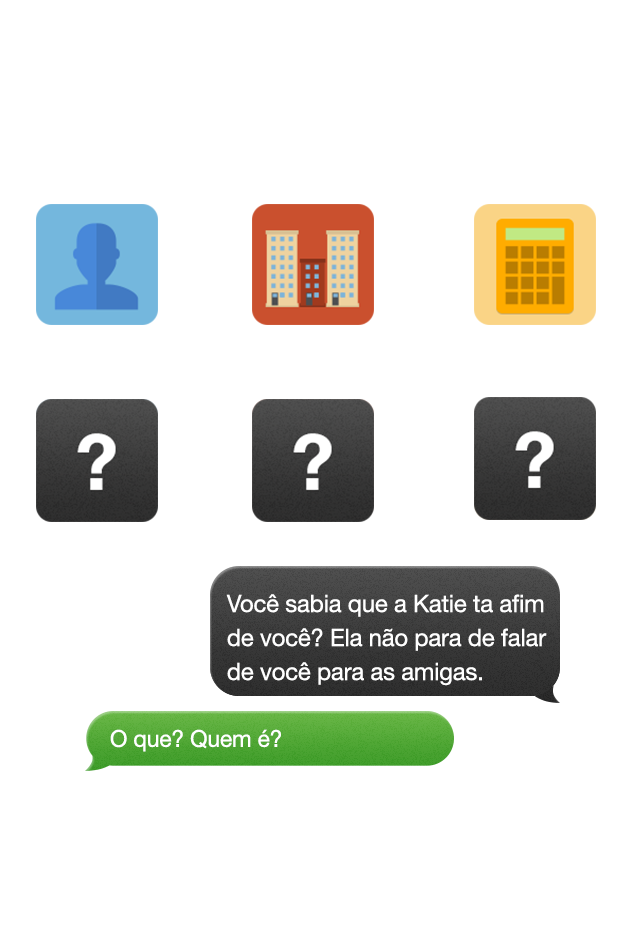 ? ? ?
Você sabia que a Katie ta afim
de você? Ela não para de falar
de você para as amigas.
O que? Quem é?